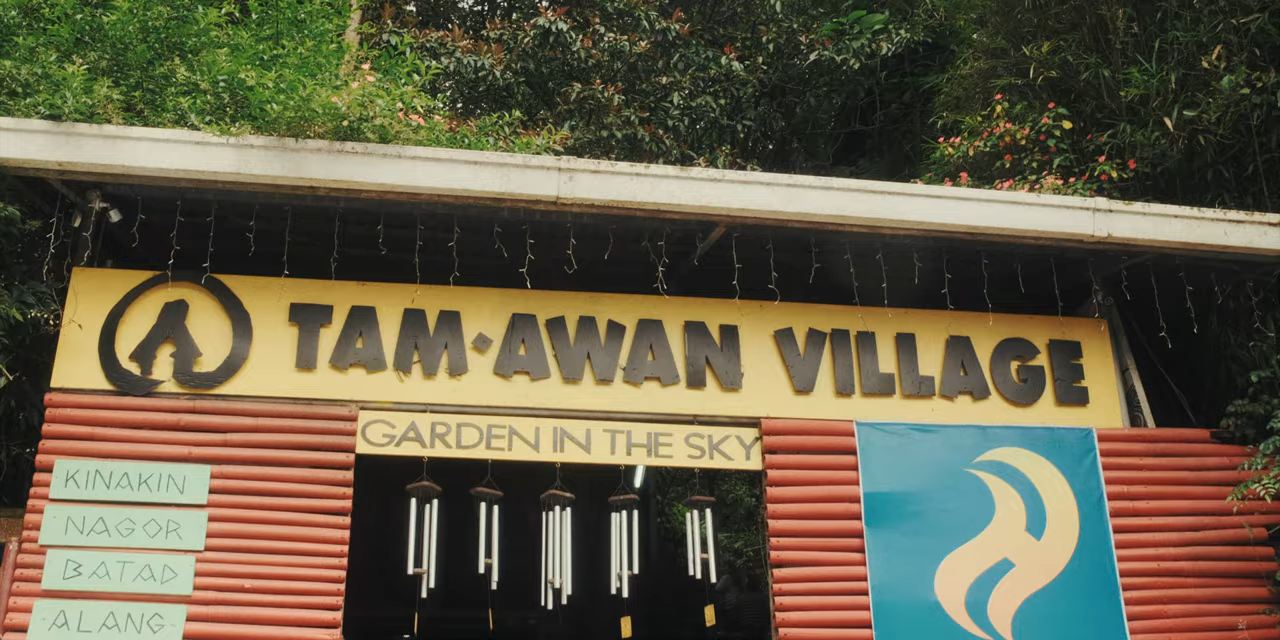 TAM·AWAN VILLAGE
GARDEN IN THE SKY
KINAKIN
NAGOR
BATAD
ALANG